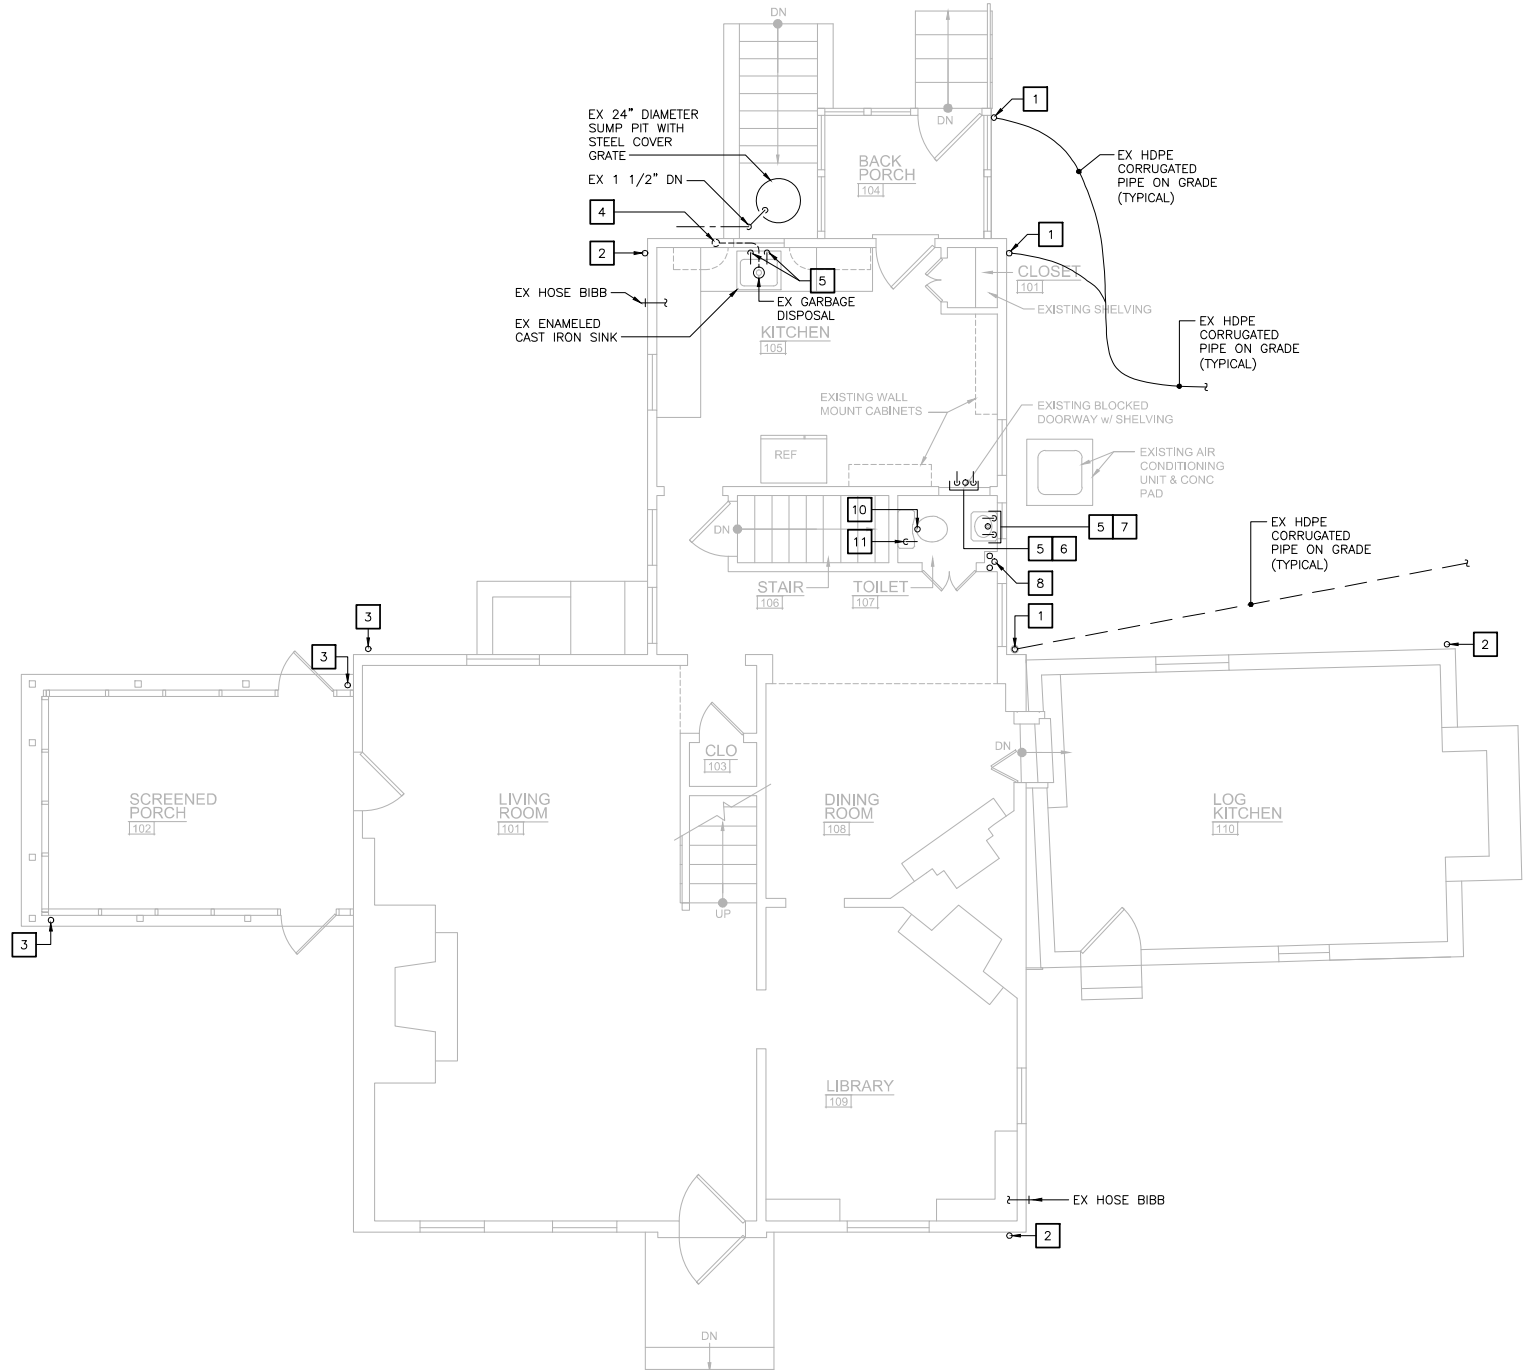 DN
DN
1
EX 24" DIAMETER
SUMP PIT WITH
STEEL COVER
GRATE
EX 1 1/2" DN
4
2
BACK
PORCH
104
EX HDPE
CORRUGATED
PIPE ON GRADE
(TYPICAL)
1
5
EX HOSE BIBB
EX GARBAGE
DISPOSAL
EX ENAMELED
CAST IRON SINK
KITCHEN
105
CLOSET
101
EXISTING SHELVING
EX HDPE
CORRUGATED
PIPE ON GRADE
(TYPICAL)
EXISTING WALL
MOUNT CABINETS
EXISTING BLOCKED
DOORWAY w/ SHELVING
REF
EXISTING AIR
CONDITIONING
UNIT & CONC
PAD
DN
10
11
5 7
5 6
8
EX HDPE
CORRUGATED
PIPE ON GRADE
(TYPICAL)
STAIR
106
TOILET
107
3
3
1
2
CLO
103
DN
SCREENED
PORCH
102
LIVING
ROOM
101
DINING
ROOM
108
LOG
KITCHEN
110
UP
3
LIBRARY
109
EX HOSE BIBB
2
DN